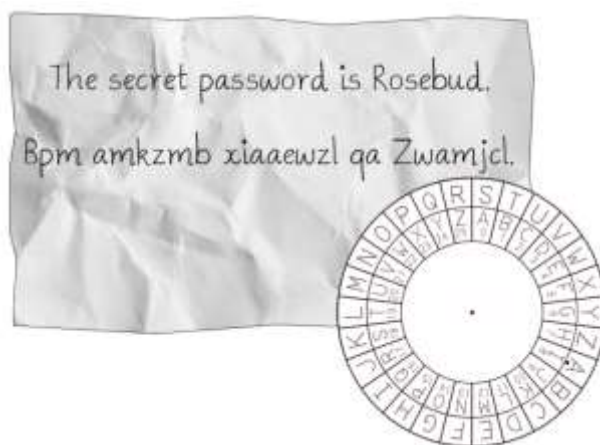 The secret password is Rosebud.
Bpm amkzmb xiaaewzl qa Zwamjcl.
A B C D E F G H I J K L M N O P Q R S T U V W X Y Z
A B C D E F G H I J K L M N O P Q R S T U V W X Y Z